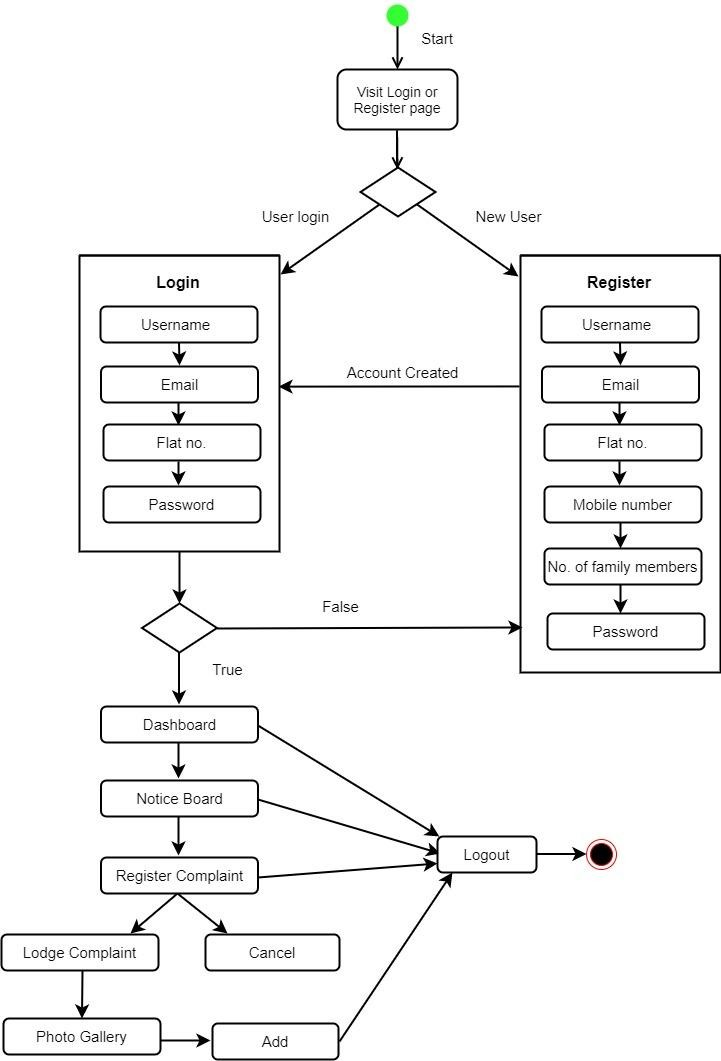 Start
Visit Login or
Register page
User login
New User
Login
Username
Email
Flat no.
Password
Account Created
Register
Username
Email
Flat no.
Mobile number
No. of family members
Password
False
True
Dashboard
Notice Board
Register Complaint
Logout
Lodge Complaint
Cancel
Photo Gallery
Add